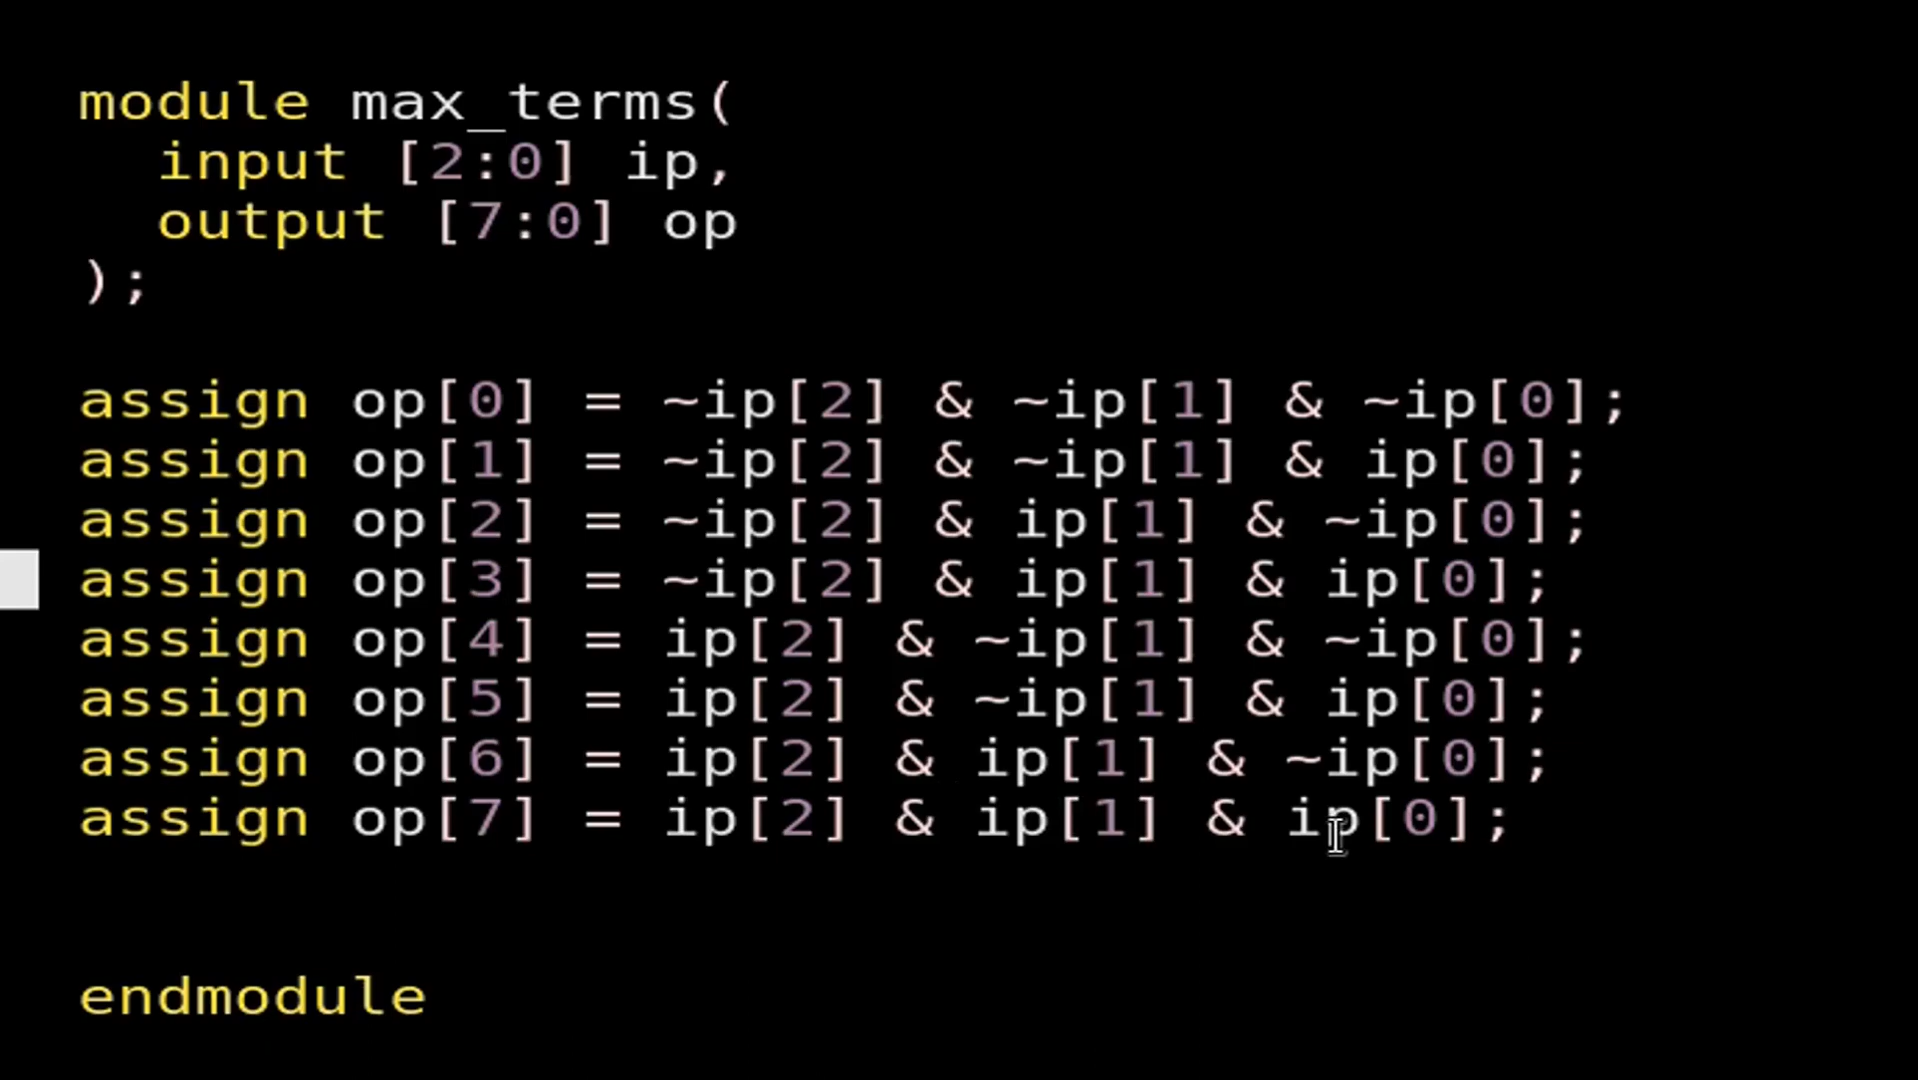 module max_terms(
  input [2:0] ip,
  output [7:0] op
);
assign op[0] = ~ip[2] & ~ip[1] & ~ip[0];
assign op[1] = ~ip[2] & ~ip[1] & ip[0];
assign op[2] = ~ip[2] & ip[1] & ~ip[0];
assign op[3] = ~ip[2] & ip[1] & ip[0];
assign op[4] = ip[2] & ~ip[1] & ~ip[0];
assign op[5] = ip[2] & ~ip[1] & ip[0];
assign op[6] = ip[2] & ip[1] & ~ip[0];
assign op[7] = ip[2] & ip[1] & ip[0];
endmodule